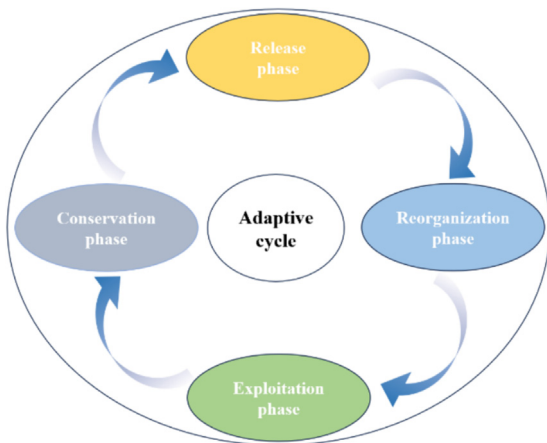 Release
phase
Conservation
phase
Adaptive
cycle
Reorganization
phase
Exploitation
phase